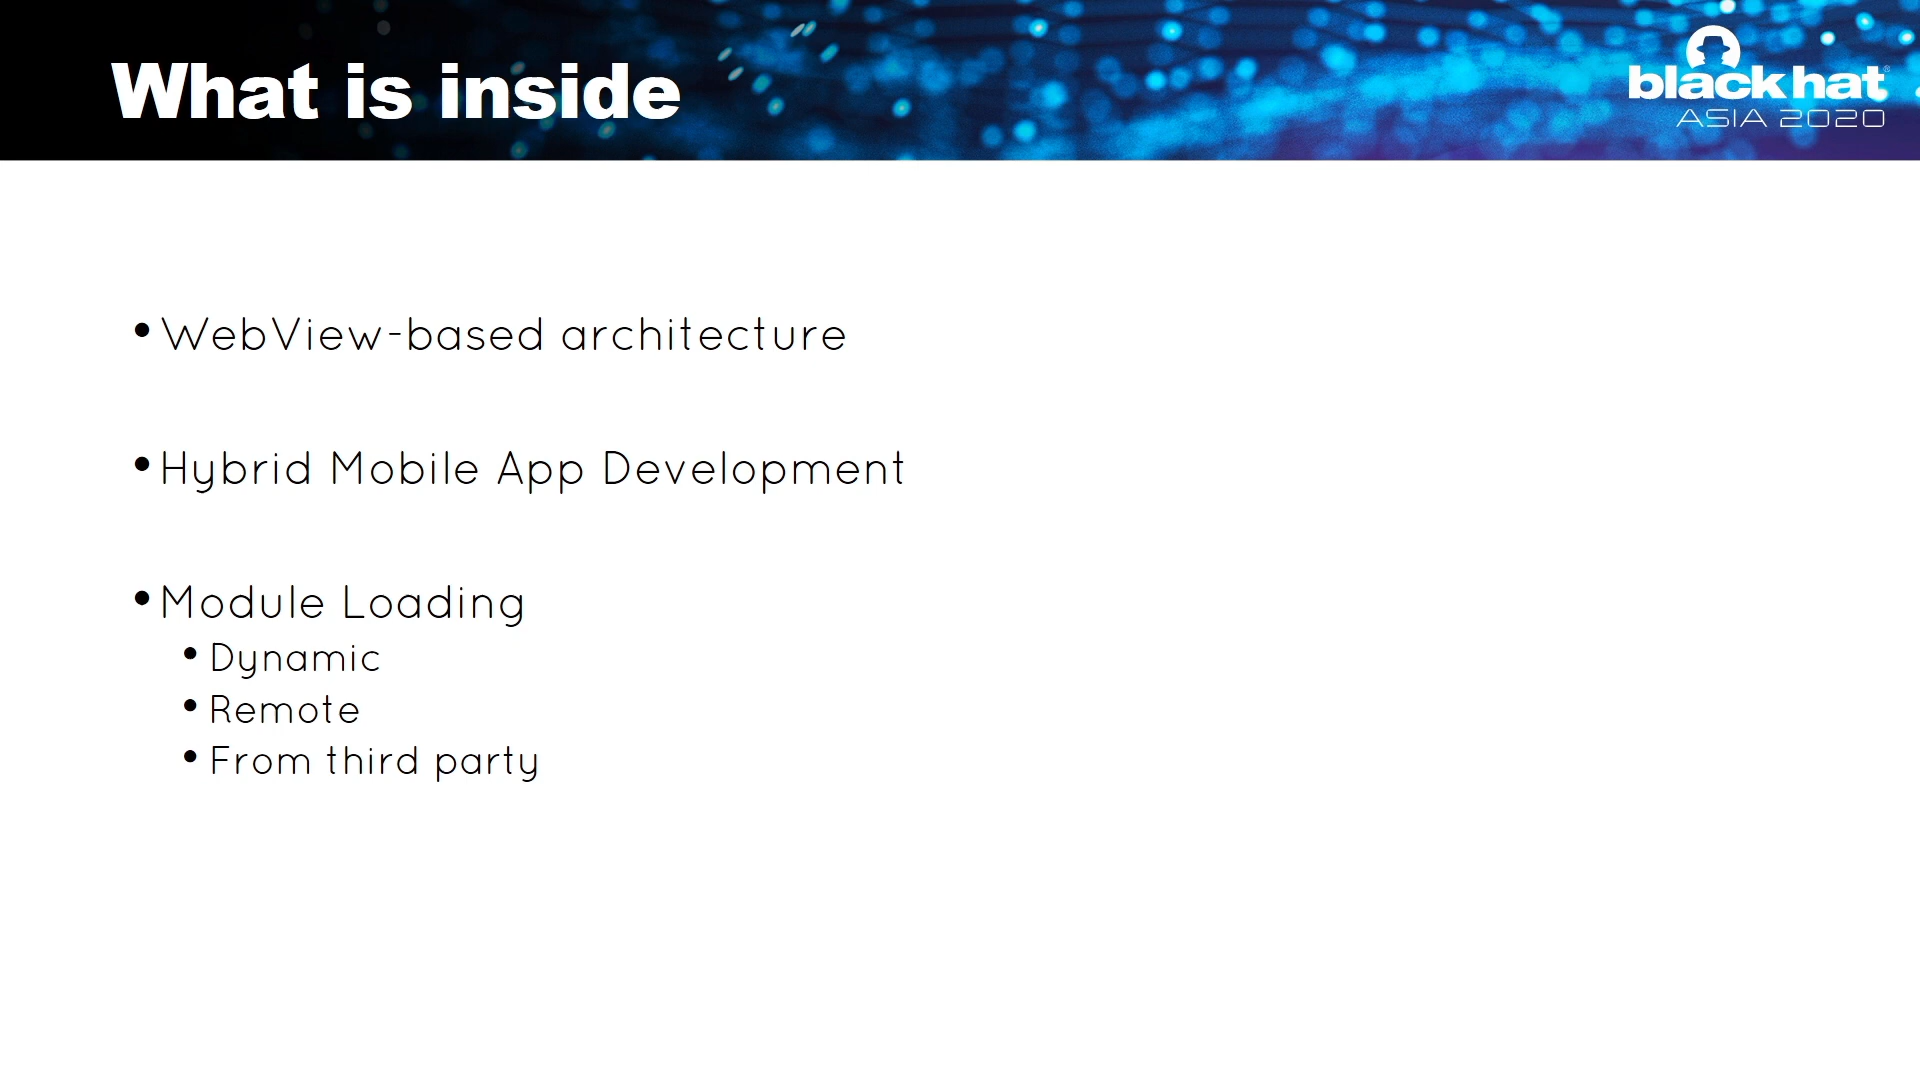 What is inside
black hat
ASIA 2020
• WebView-based architecture
• Hybrid Mobile App Development
• Module Loading
• Dynamic
• Remote
• From third party